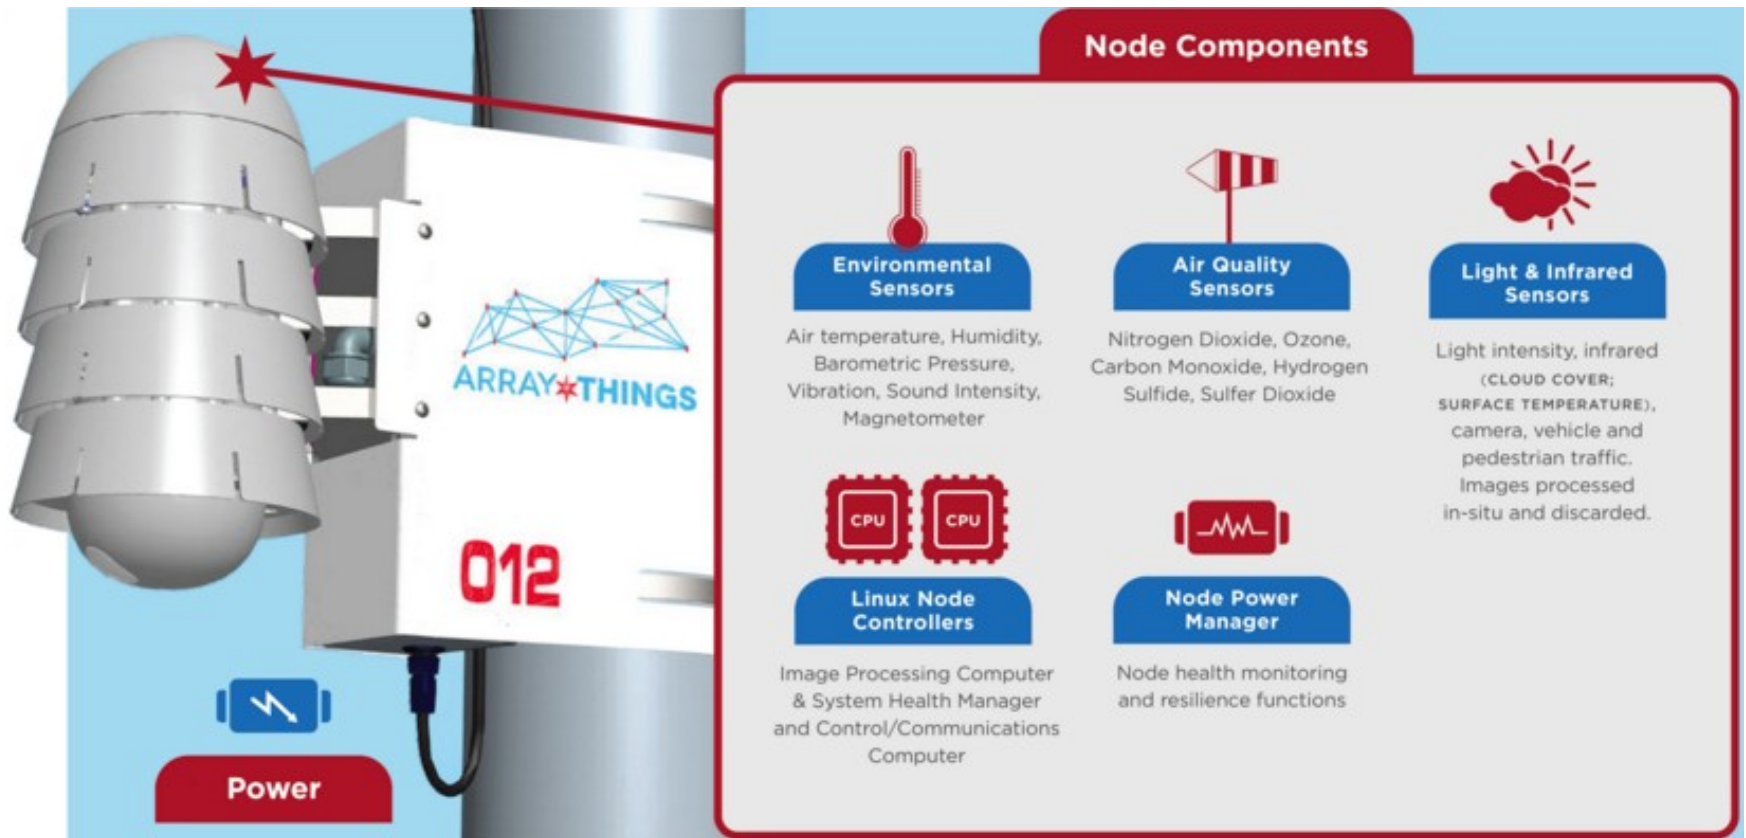 Node Components
Environmental
Sensors
Air temperature, Humidity,
Barometric Pressure,
Vibration, Sound Intensity,
Magnetometer
Air Quality
Sensors
Nitrogen Dioxide, Ozone,
Carbon Monoxide, Hydrogen
Sulfide, Sulfer Dioxide
Light & Infrared
Sensors
Light intensity, infrared
(CLOUD COVER;
SURFACE TEMPERATURE),
camera, vehicle and
pedestrian traffic.
Images processed
in-situ and discarded.
CPU
CPU
Linux Node
Controllers
Image Processing Computer
& System Health Manager
and Control/Communications
Computer
Node Power
Manager
Node health monitoring
and resilience functions
ARRAY THINGS
012
Power